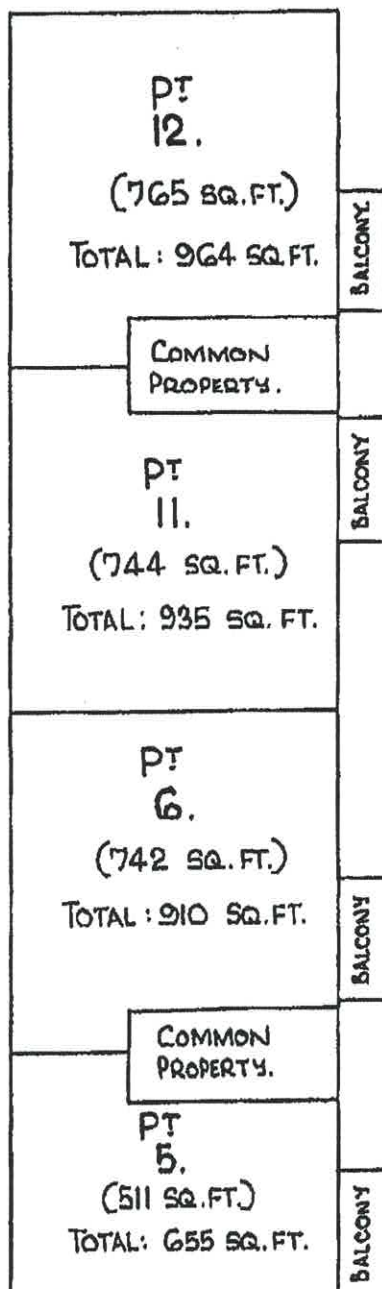 PT
12.
(765 SQ.FT.)
TOTAL: 964 SQ.FT.
BALCONY.
COMMON
PROPERTY.
BALCONY
PT
11.
(744 SQ.FT.)
TOTAL: 935 SQ. FT.
PT
6.
(742 SQ.FT.)
TOTAL: 910 SQ.FT.
BALCONY
COMMON
PROPERTY.
PT
5.
(511 SQ.FT.)
TOTAL: 655 SQ.FT.
BALCONY